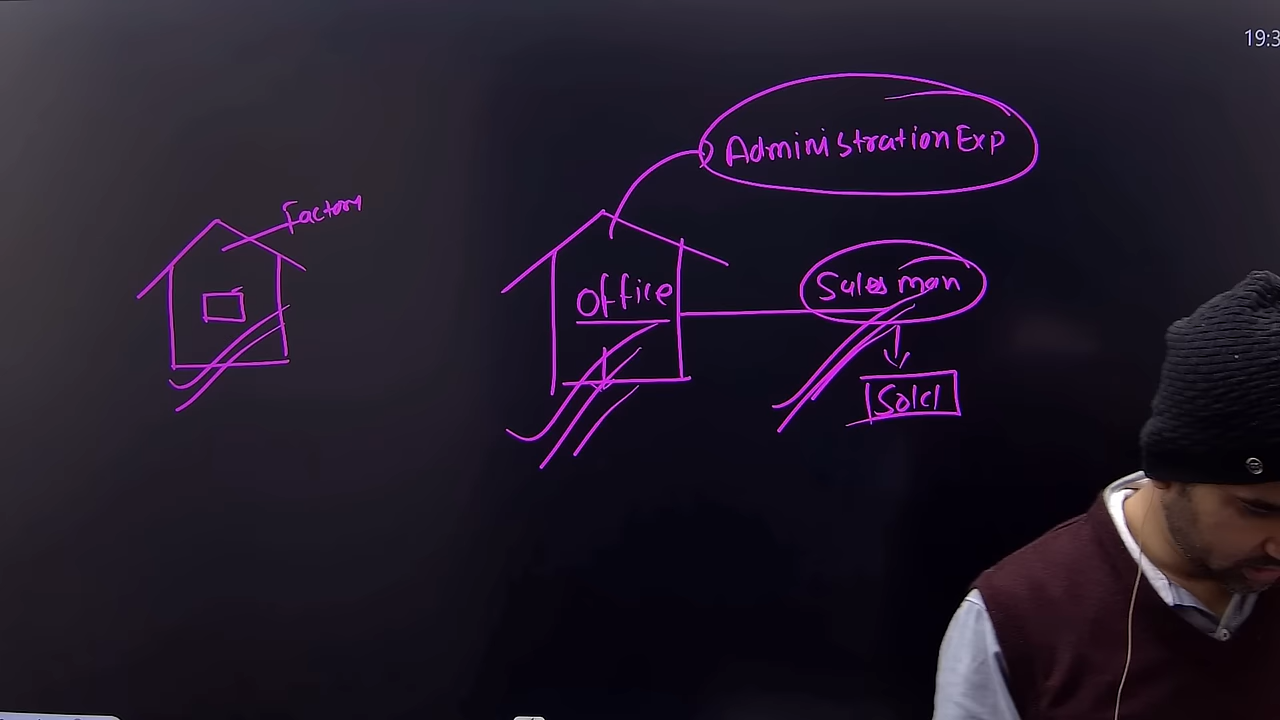 19:3
Administration Exp
Factory
Office
Sales man
Sold